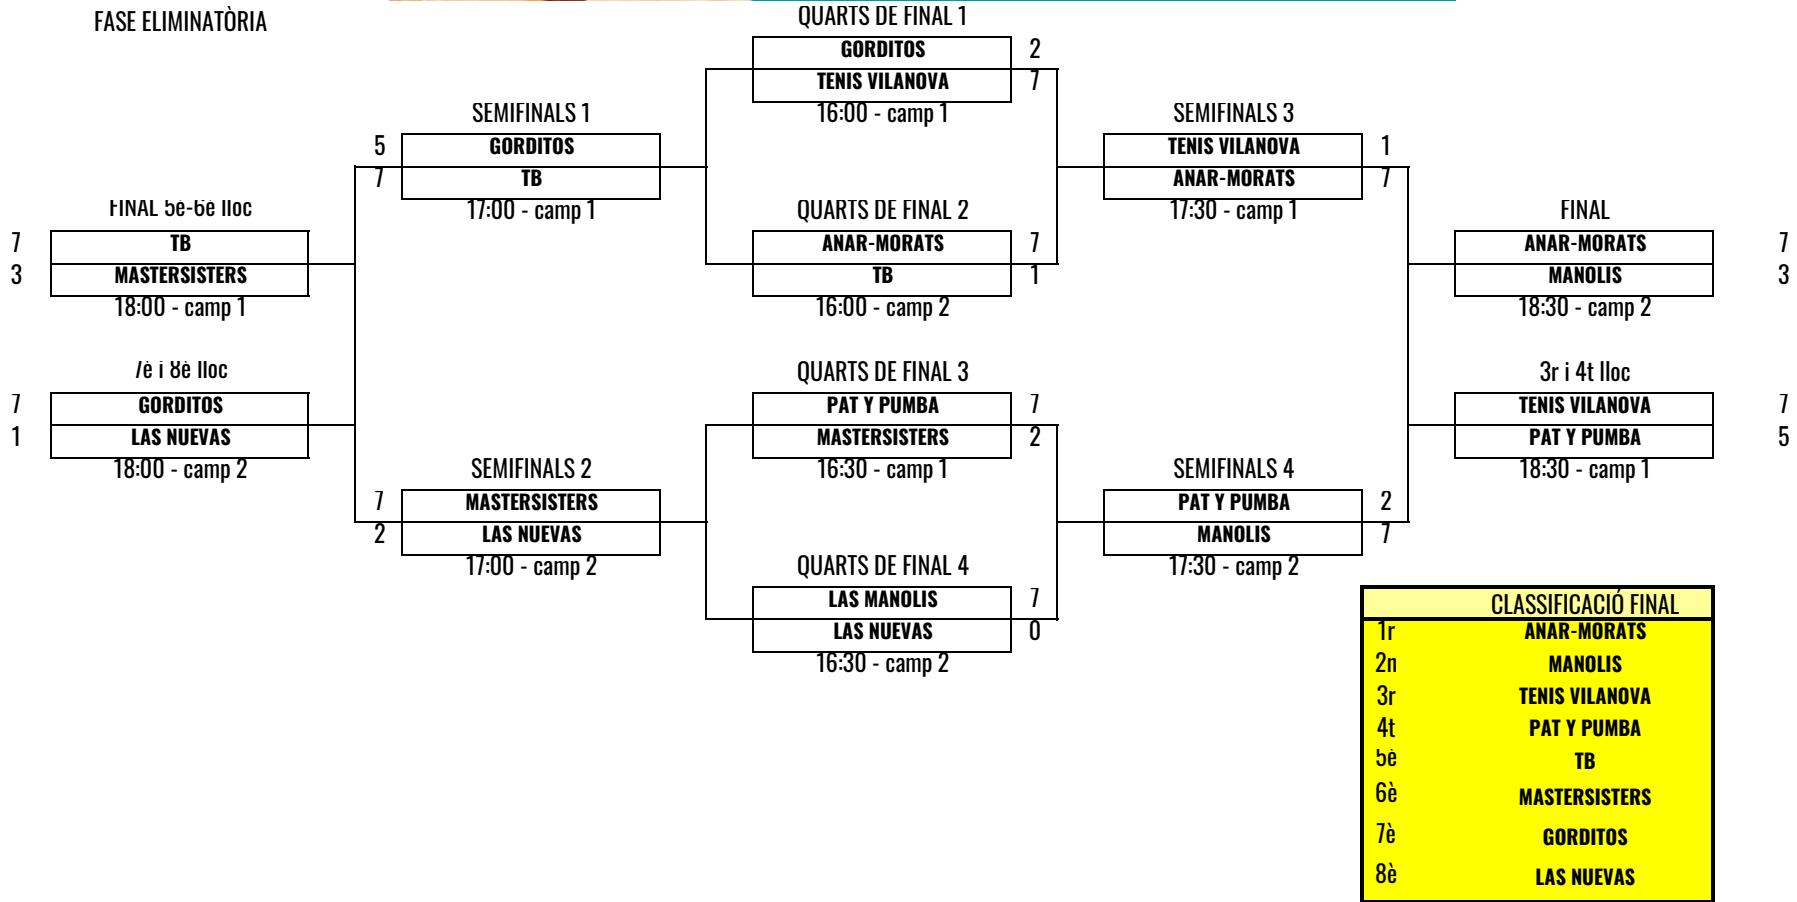 FASE ELIMINATÒRIA
QUARTS DE FINAL 1
GORDITOS 2
TENIS VILANOVA 7
16:00 - camp 1
SEMIFINALS 1
5 GORDITOS
7 TB
17:00 - camp 1
SEMIFINALS 3
TENIS VILANOVA 1
ANAR-MORATS 7
17:30 - camp 1
FINAL 5è-6è lloc
7 TB
3 MASTERSISTERS
18:00 - camp 1
QUARTS DE FINAL 2
ANAR-MORATS 7
TB 1
16:00 - camp 2
FINAL
ANAR-MORATS 7
MANOLIS 3
18:30 - camp 2
7è i 8è lloc
7 GORDITOS
1 LAS NUEVAS
18:00 - camp 2
QUARTS DE FINAL 3
PAT Y PUMBA 7
MASTERSISTERS 2
16:30 - camp 1
3r i 4t lloc
TENIS VILANOVA 7
PAT Y PUMBA 5
18:30 - camp 1
SEMIFINALS 2
7 MASTERSISTERS
2 LAS NUEVAS
17:00 - camp 2
SEMIFINALS 4
PAT Y PUMBA 2
MANOLIS 7
17:30 - camp 2
QUARTS DE FINAL 4
LAS MANOLIS 7
LAS NUEVAS 0
16:30 - camp 2
CLASSIFICACIÓ FINAL
1r ANAR-MORATS
2n MANOLIS
3r TENIS VILANOVA
4t PAT Y PUMBA
5è TB
6è MASTERSISTERS
7è GORDITOS
8è LAS NUEVAS